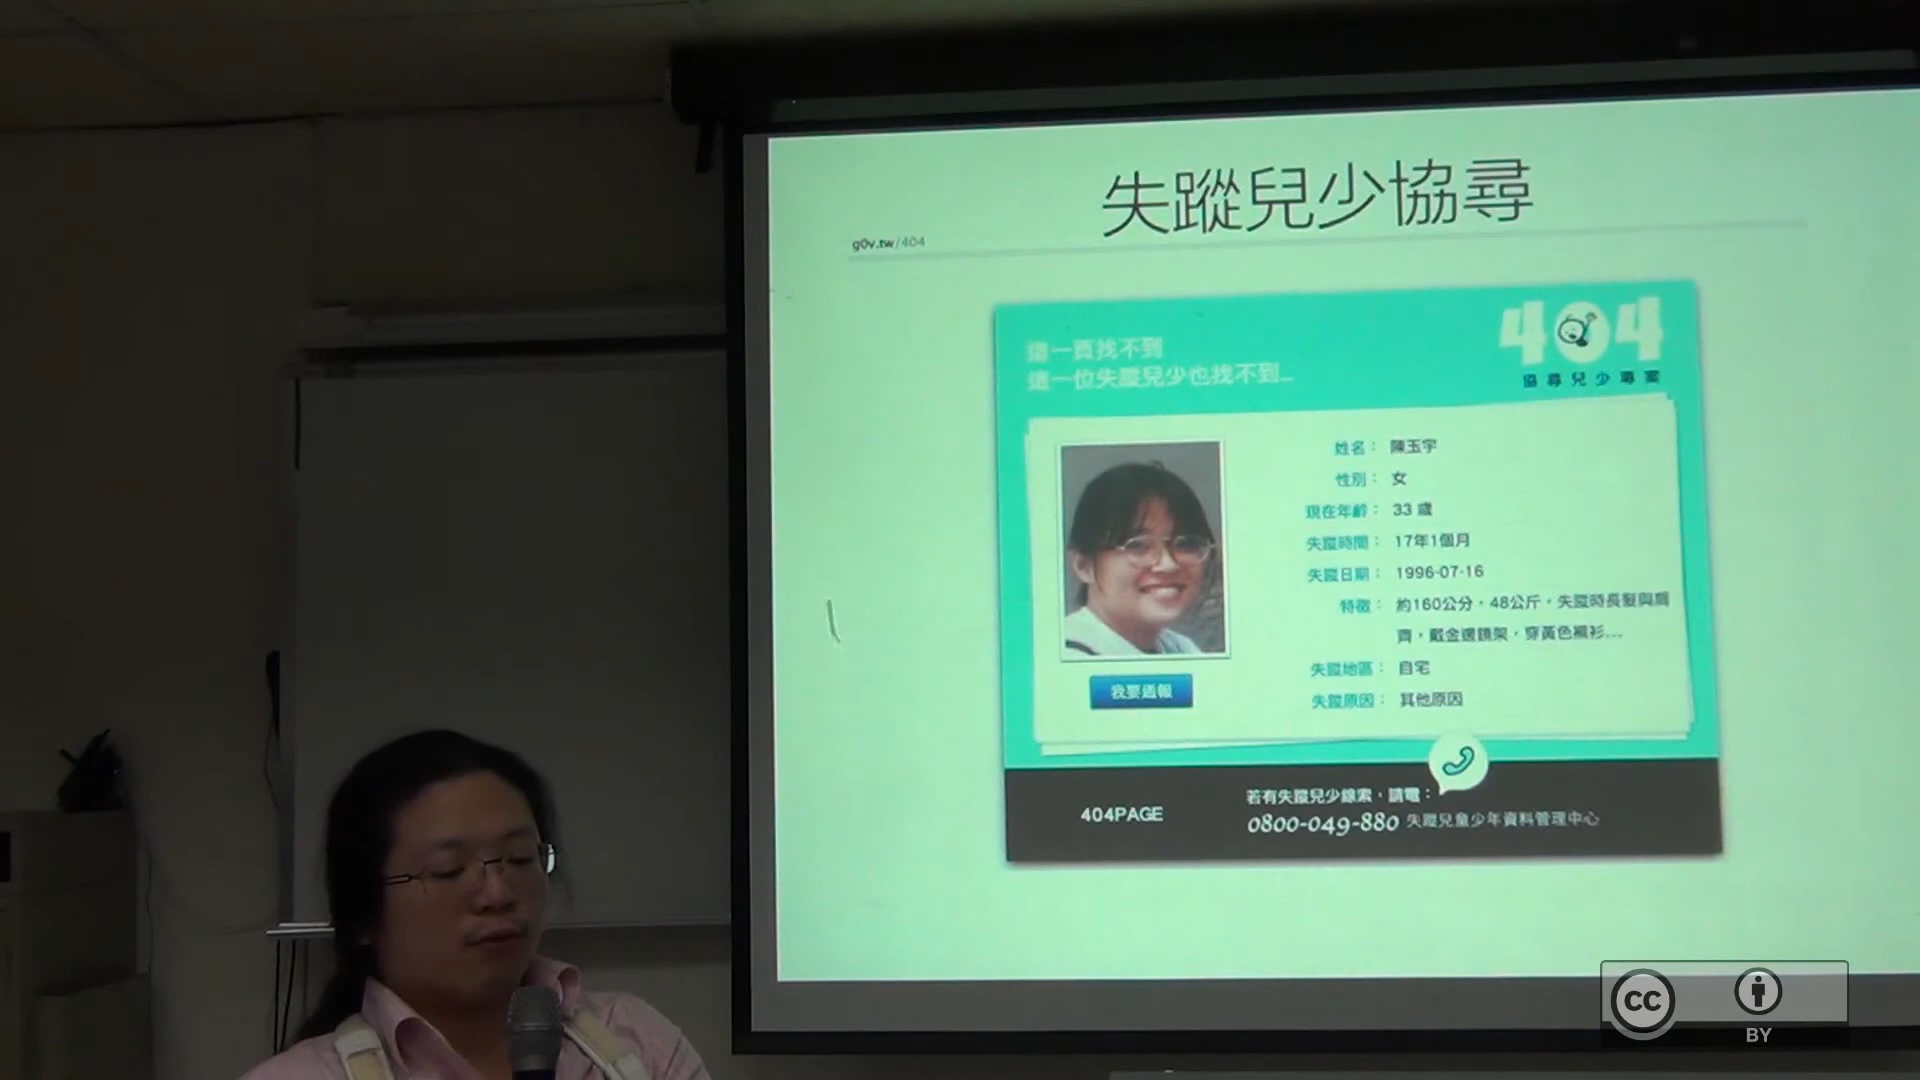 失蹤兒少協尋
g0v.tw/404
404
協尋兒少專案
這一頁找不到
這一位失蹤兒少也找不到...
姓名： 陳玉宇
性別： 女
現在年齡： 33 歲
失蹤時間： 17年1個月
失蹤日期： 1996-07-16
特徵： 約160公分，48公斤，失蹤時長髮與肩
齊，戴金邊鏡架，穿黃色襯衫...
失蹤地區： 自宅
失蹤原因： 其他原因
我要通報
404PAGE
若有失蹤兒少線索，請電：
0800-049-880 失蹤兒童少年資料管理中心
CC
BY